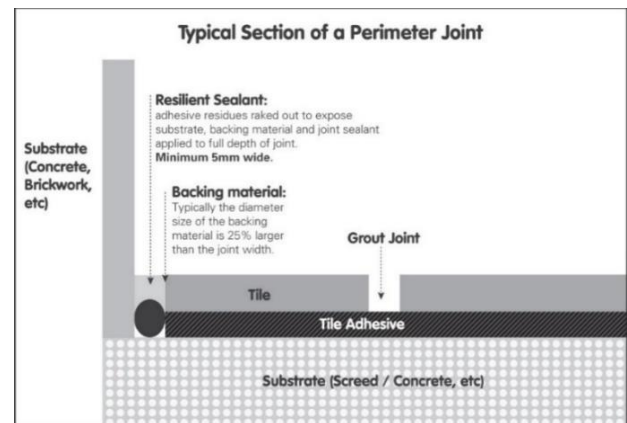 Typical Section of a Perimeter Joint
Resilient Sealant:
adhesive residues raked out to expose
substrate, backing material and joint sealant
applied to full depth of joint.
Minimum 5mm wide.
Substrate
(Concrete,
Brickwork,
etc)
Backing material:
Typically the diameter
size of the backing
material is 25% larger
than the joint width.
Grout Joint
Tile
Tile Adhesive
Substrate (Screed / Concrete, etc)